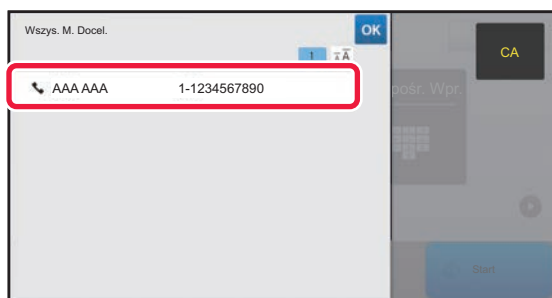 Wszys. M. Docel.
OK
CA
1
AAA AAA 1-1234567890
pośr. Wpr.
Start